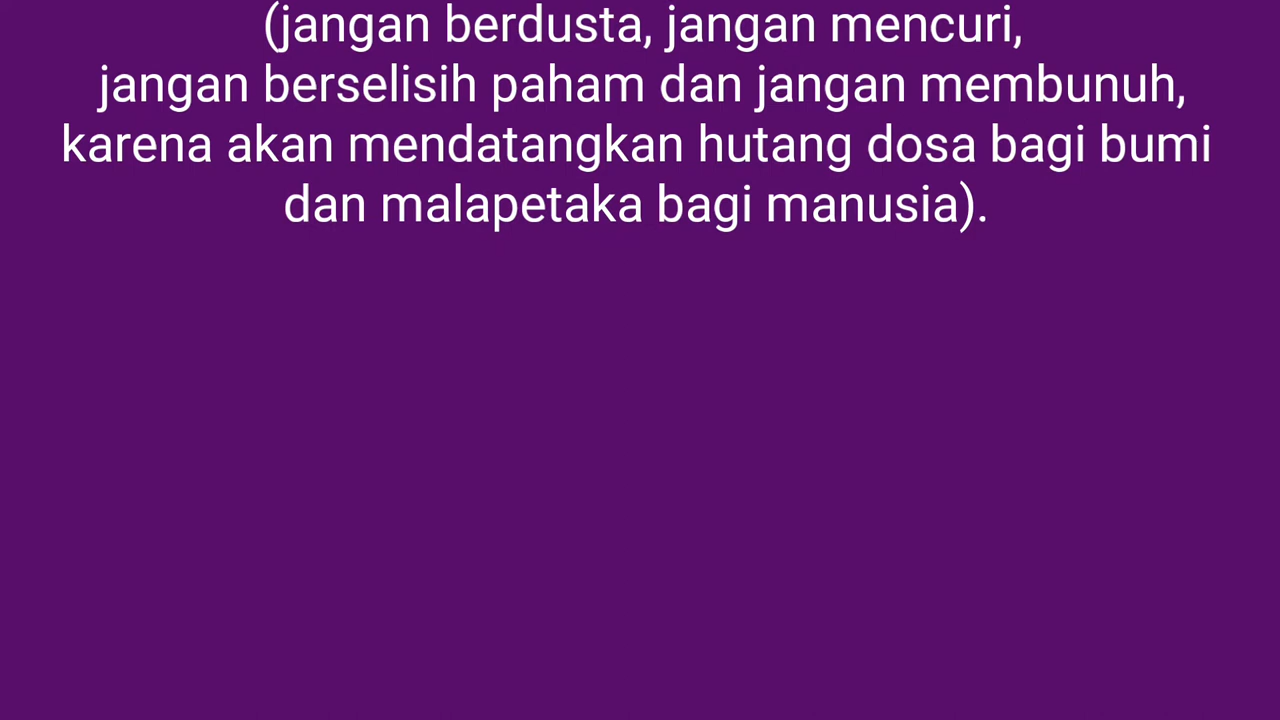 (jangan berdusta, jangan mencuri,
jangan berselisih paham dan jangan membunuh,
karena akan mendatangkan hutang dosa bagi bumi
dan malapetaka bagi manusia).